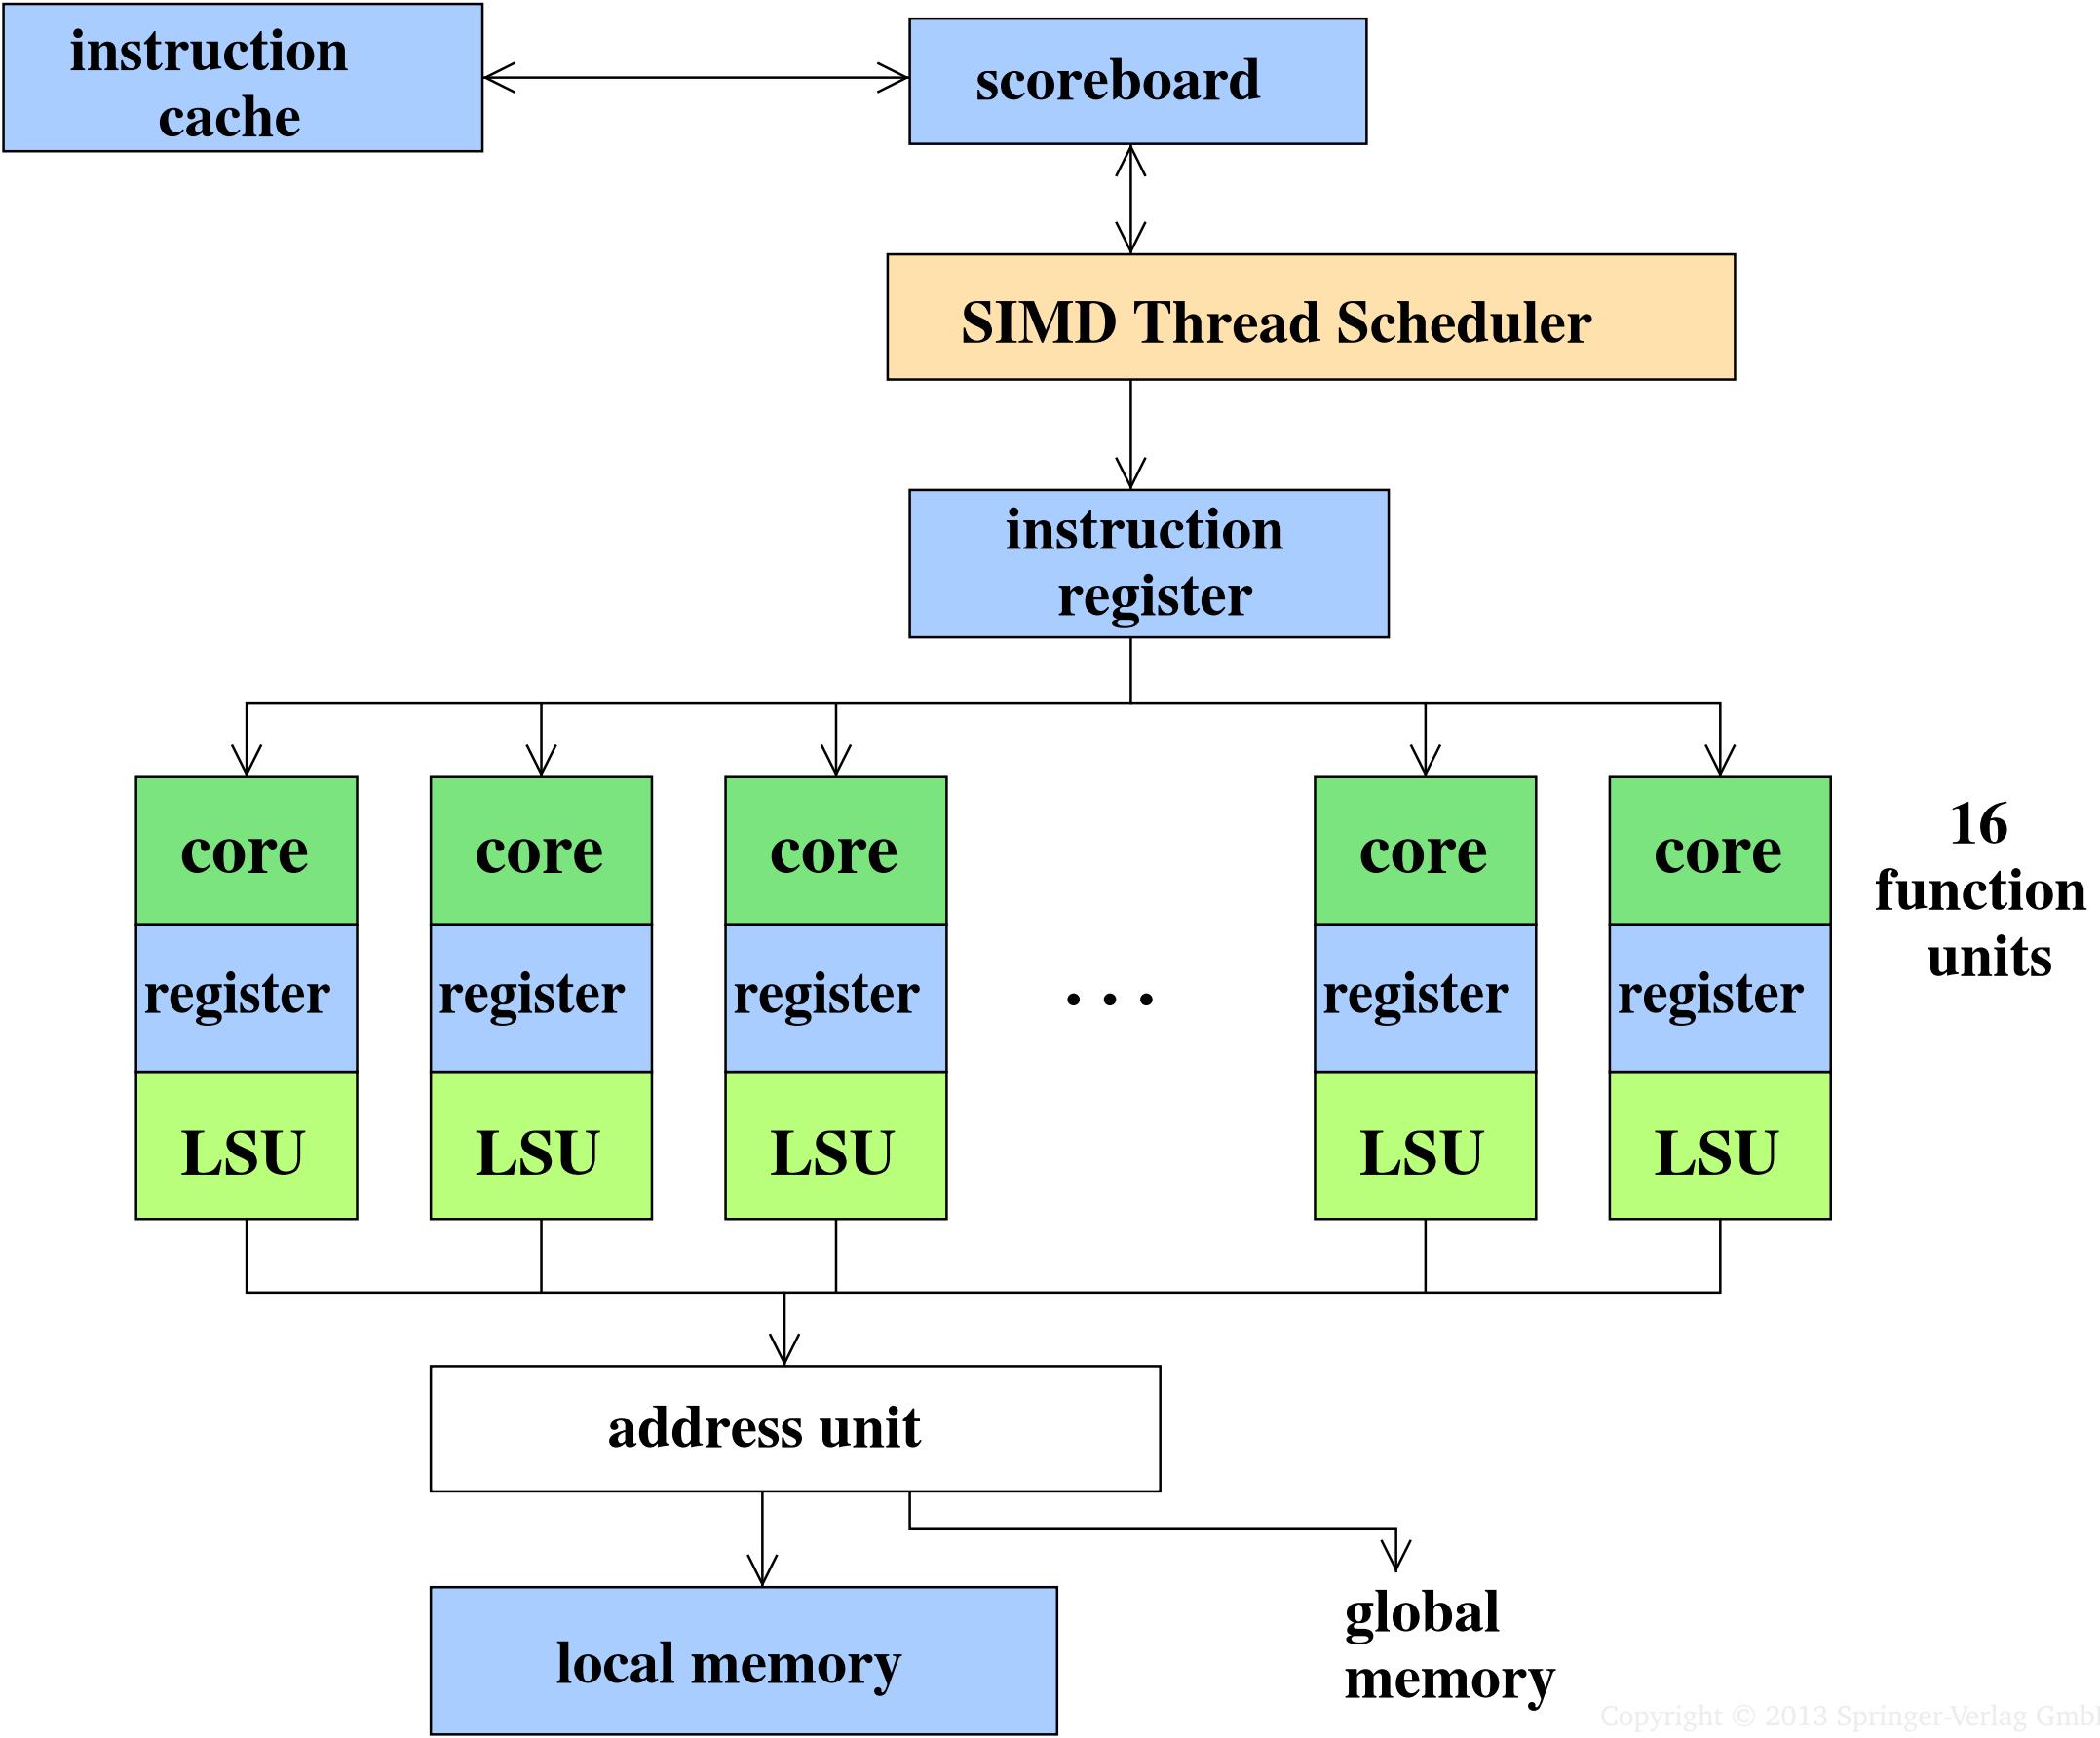 instruction
cache
scoreboard
SIMD Thread Scheduler
instruction
register
core
core
core
core
core
16
function
units
register
register
register
. . .
register
register
LSU
LSU
LSU
LSU
LSU
address unit
local memory
global
memory
Copyright © 2013 Springer-Verlag